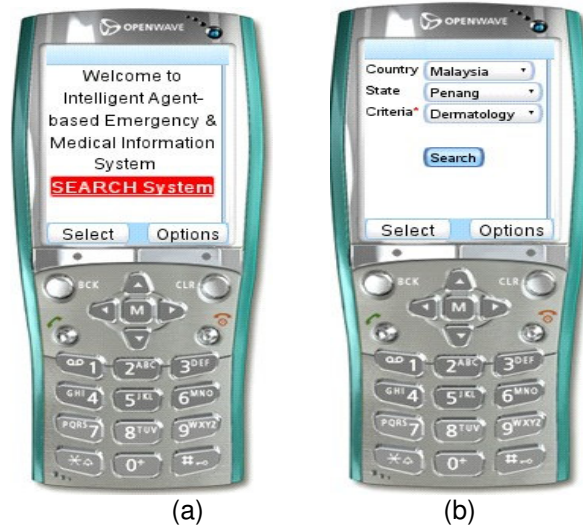 OPENWAVE
Welcome to
Intelligent Agent-
based Emergency &
Medical Information
System
SEARCH System
Select Options
BCK CLR
M
1 2ABC 3DEF
GHI 4 5JKL 6MNO
PQRS 7 8TUV 9WXYZ
* 0+ #
(a)
OPENWAVE
Country Malaysia
State Penang
Criteria* Dermatology
Search
Select Options
BCK CLR
M
1 2ABC 3DEF
GHI 4 5JKL 6MNO
PQRS 7 8TUV 9WXYZ
* 0+ #
(b)